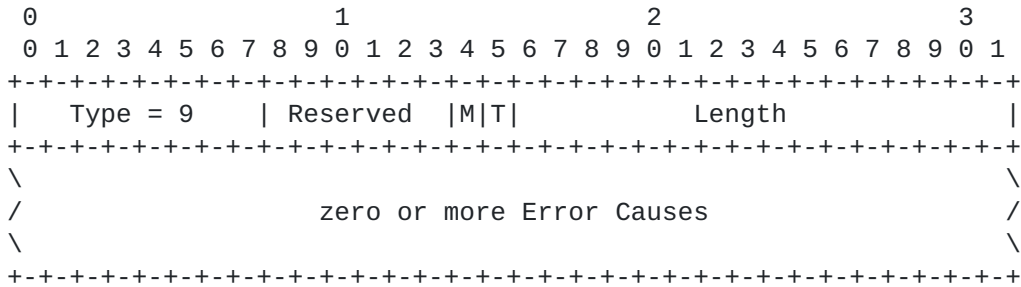 0                   1                   2                   3
 0 1 2 3 4 5 6 7 8 9 0 1 2 3 4 5 6 7 8 9 0 1 2 3 4 5 6 7 8 9 0 1
+-+-+-+-+-+-+-+-+-+-+-+-+-+-+-+-+-+-+-+-+-+-+-+-+-+-+-+-+-+-+-+-+
|   Type = 9    | Reserved  |M|T|           Length              |
+-+-+-+-+-+-+-+-+-+-+-+-+-+-+-+-+-+-+-+-+-+-+-+-+-+-+-+-+-+-+-+-+
\                                                               \
/                   zero or more Error Causes                   /
\                                                               \
+-+-+-+-+-+-+-+-+-+-+-+-+-+-+-+-+-+-+-+-+-+-+-+-+-+-+-+-+-+-+-+-+